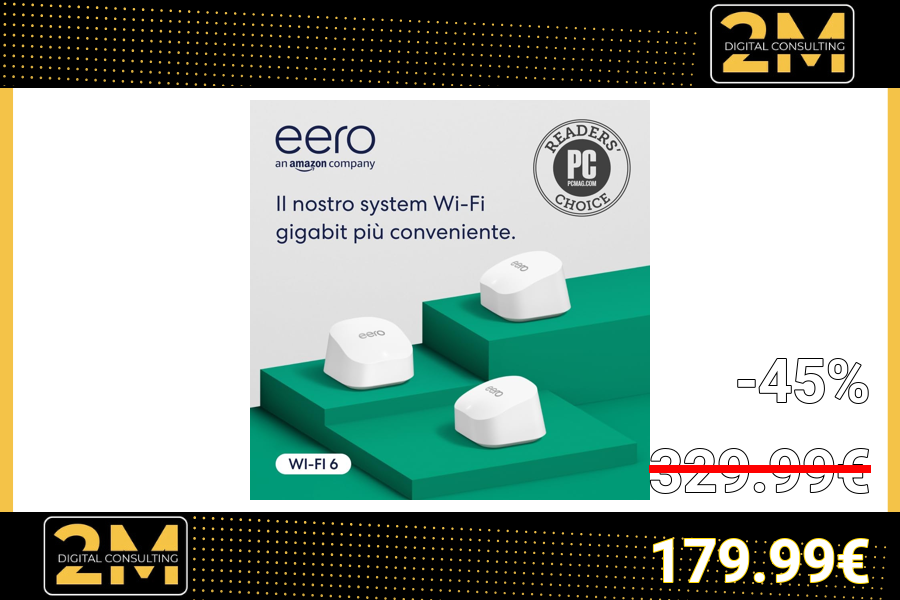 2M
DIGITAL CONSULTING
eero
an amazon company
READERS'
PC
PCMAG.COM
CHOICE
Il nostro system Wi-Fi
gigabit più conveniente.
eero
eero
eero
WI-FI 6
-45%
329.99€
2M
DIGITAL CONSULTING
179.99€